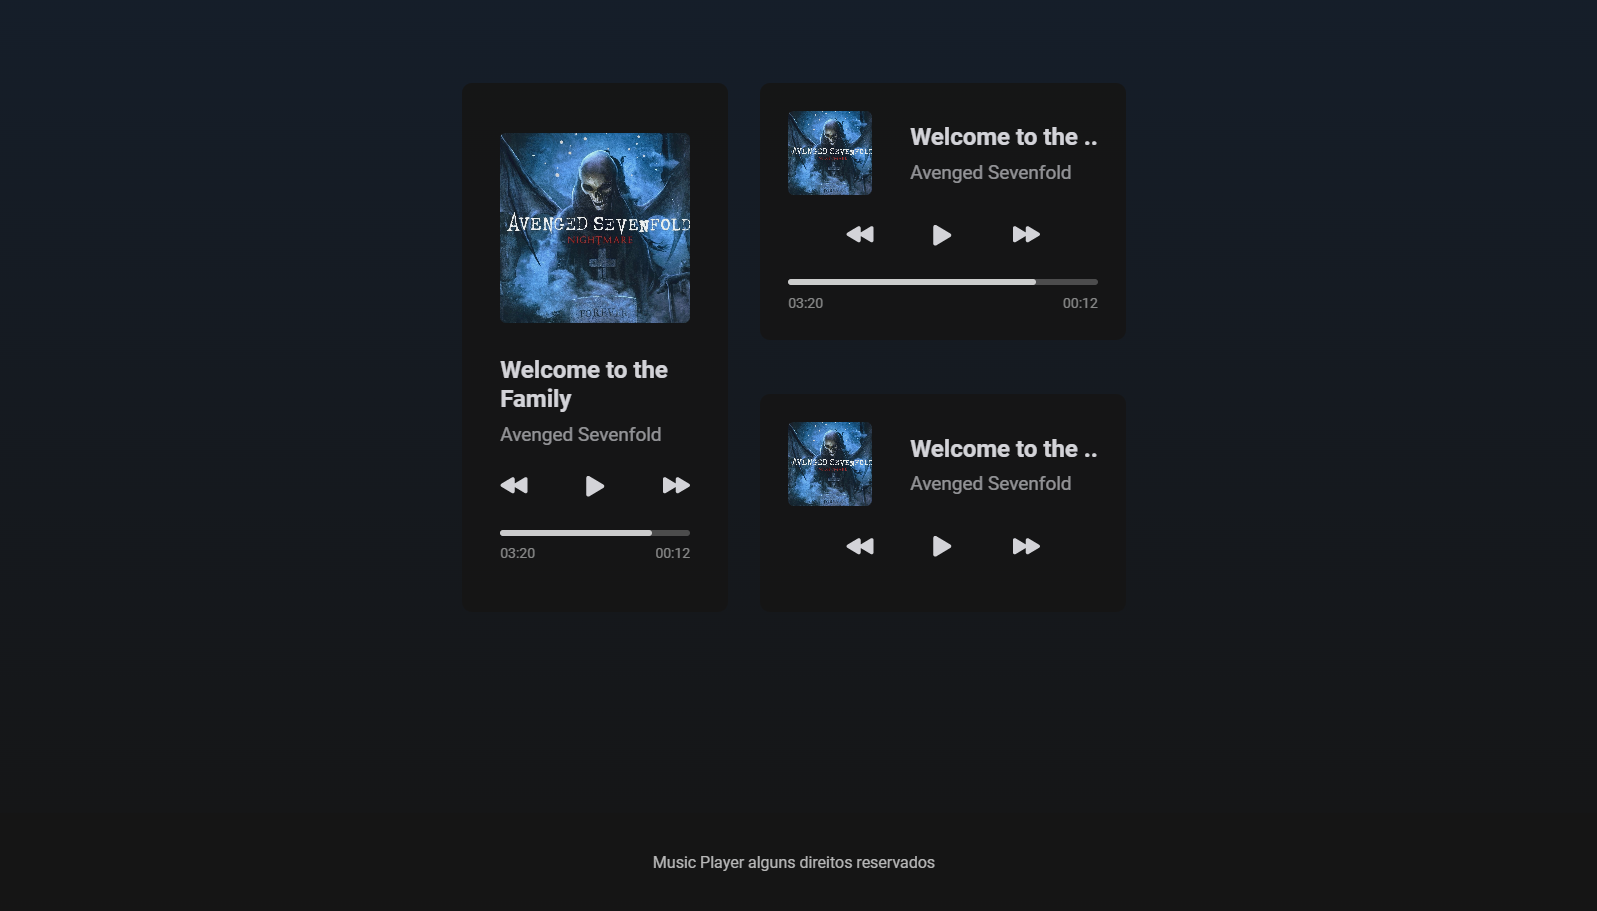 AVENGED SEVENFOLD
NIGHTMARE
FOREVER
Welcome to the
Family
Avenged Sevenfold
03:20 00:12
AVENGED SEVENFOLD
Welcome to the ..
Avenged Sevenfold
03:20 00:12
AVENGED SEVENFOLD
Welcome to the ..
Avenged Sevenfold
Music Player alguns direitos reservados